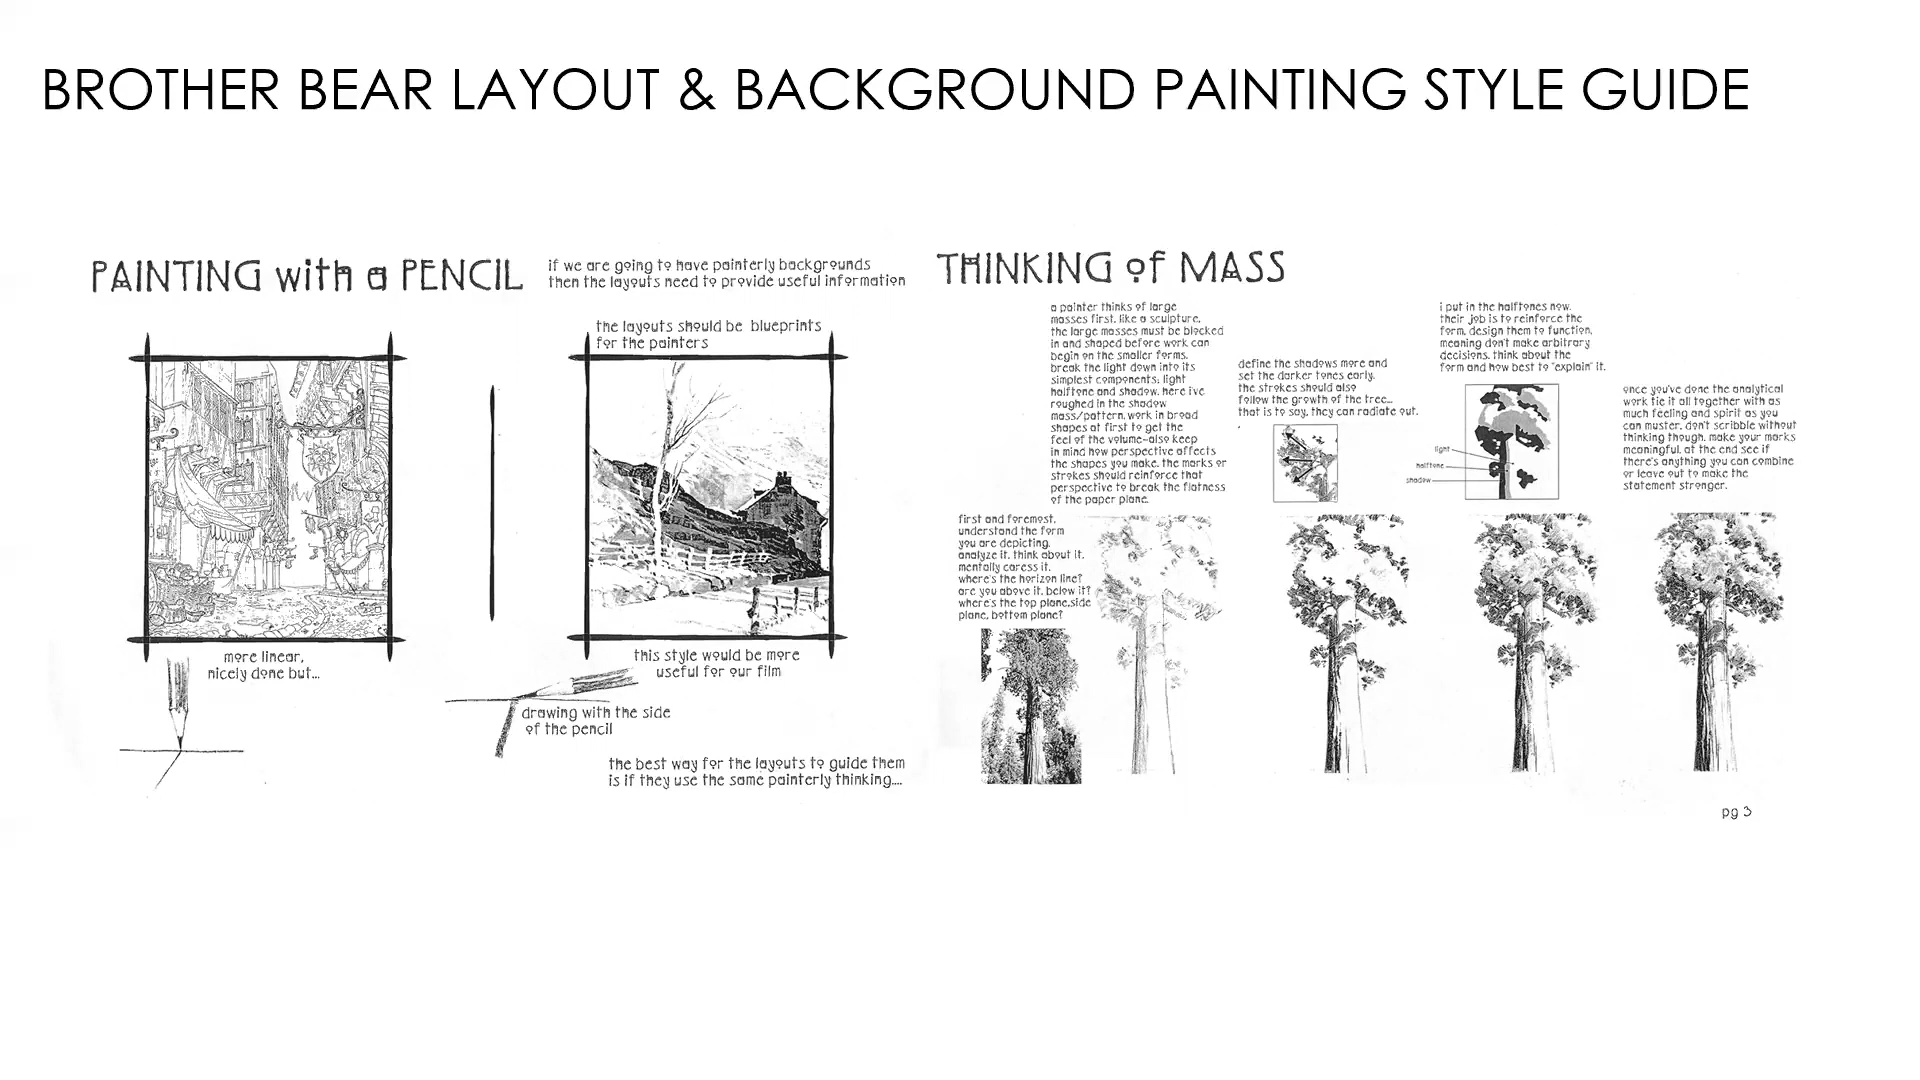 BROTHER BEAR LAYOUT & BACKGROUND PAINTING STYLE GUIDE
PAINTING with a PENCIL
if we are going to have painterly backgrounds
then the layouts need to provide useful information
the layouts should be blueprints
for the painters
more linear,
nicely done but...
this style would be more
useful for our film
drawing with the side
of the pencil
the best way for the layouts to guide them
is if they use the same painterly thinking....
THINKING of MASS
first and foremost,
understand the form
you are depicting.
analyze it. think about it.
mentally caress it.
where's the horizon line?
are you above it. below it?
where's the top plane,side
plane, bottom plane?
a painter thinks of large
masses first. like a sculpture,
the large masses must be blocked
in and shaped before work can
begin on the smaller forms.
break the light down into its
simplest components: light
halftone and shadow. here i've
roughed in the shadow
mass/pattern. work in broad
shapes at first to get the
feel of the volume-also keep
in mind how perspective affects
the shapes you make. the marks or
strokes should reinforce that
perspective to break the flatness
of the paper plane.
define the shadows more and
set the darker tones early.
the strokes should also
follow the growth of the tree...
that is to say, they can radiate out.
i put in the halftones now.
their job is to reinforce the
form. design them to function,
meaning don't make arbitrary
decisions. think about the
form and how best to "explain" it.
light
halftone
shadow
once you've done the analytical
work tie it all together with as
much feeling and spirit as you
can muster. don't scribble without
thinking though. make your marks
meaningful. at the end see if
there's anything you can combine
or leave out to make the
statement stronger.
pg 3